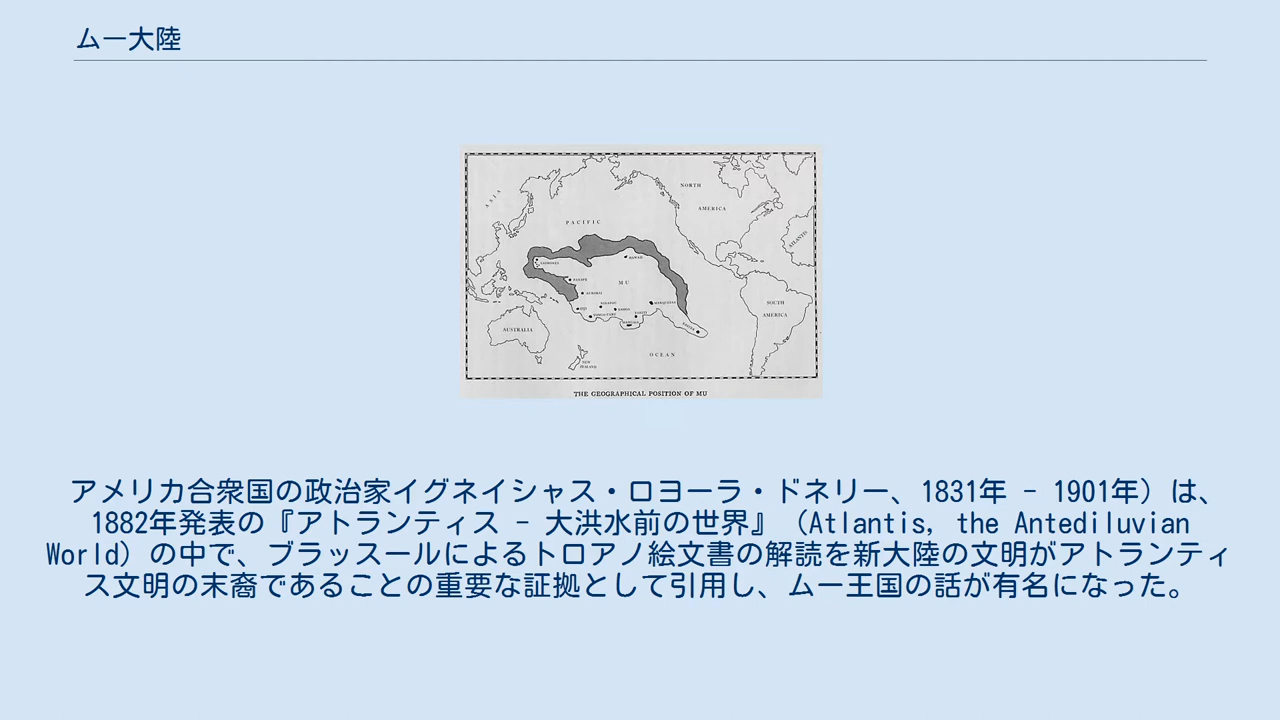 ムー大陸
ASIA
NORTH
AMERICA
PACIFIC
ATLANTIS
HAWAII
MU
SOUTH
AMERICA
AUSTRALIA
NEW
ZEALAND
OCEAN
THE GEOGRAPHICAL POSITION OF MU
アメリカ合衆国の政治家イグネイシャス・ロヨーラ・ドネリー、1831年 - 1901年）は、
1882年発表の『アトランティス - 大洪水前の世界』（Atlantis, the Antediluvian
World）の中で、ブラッスールによるトロアノ絵文書の解読を新大陸の文明がアトランティ
ス文明の末裔であることの重要な証拠として引用し、ムー王国の話が有名になった。